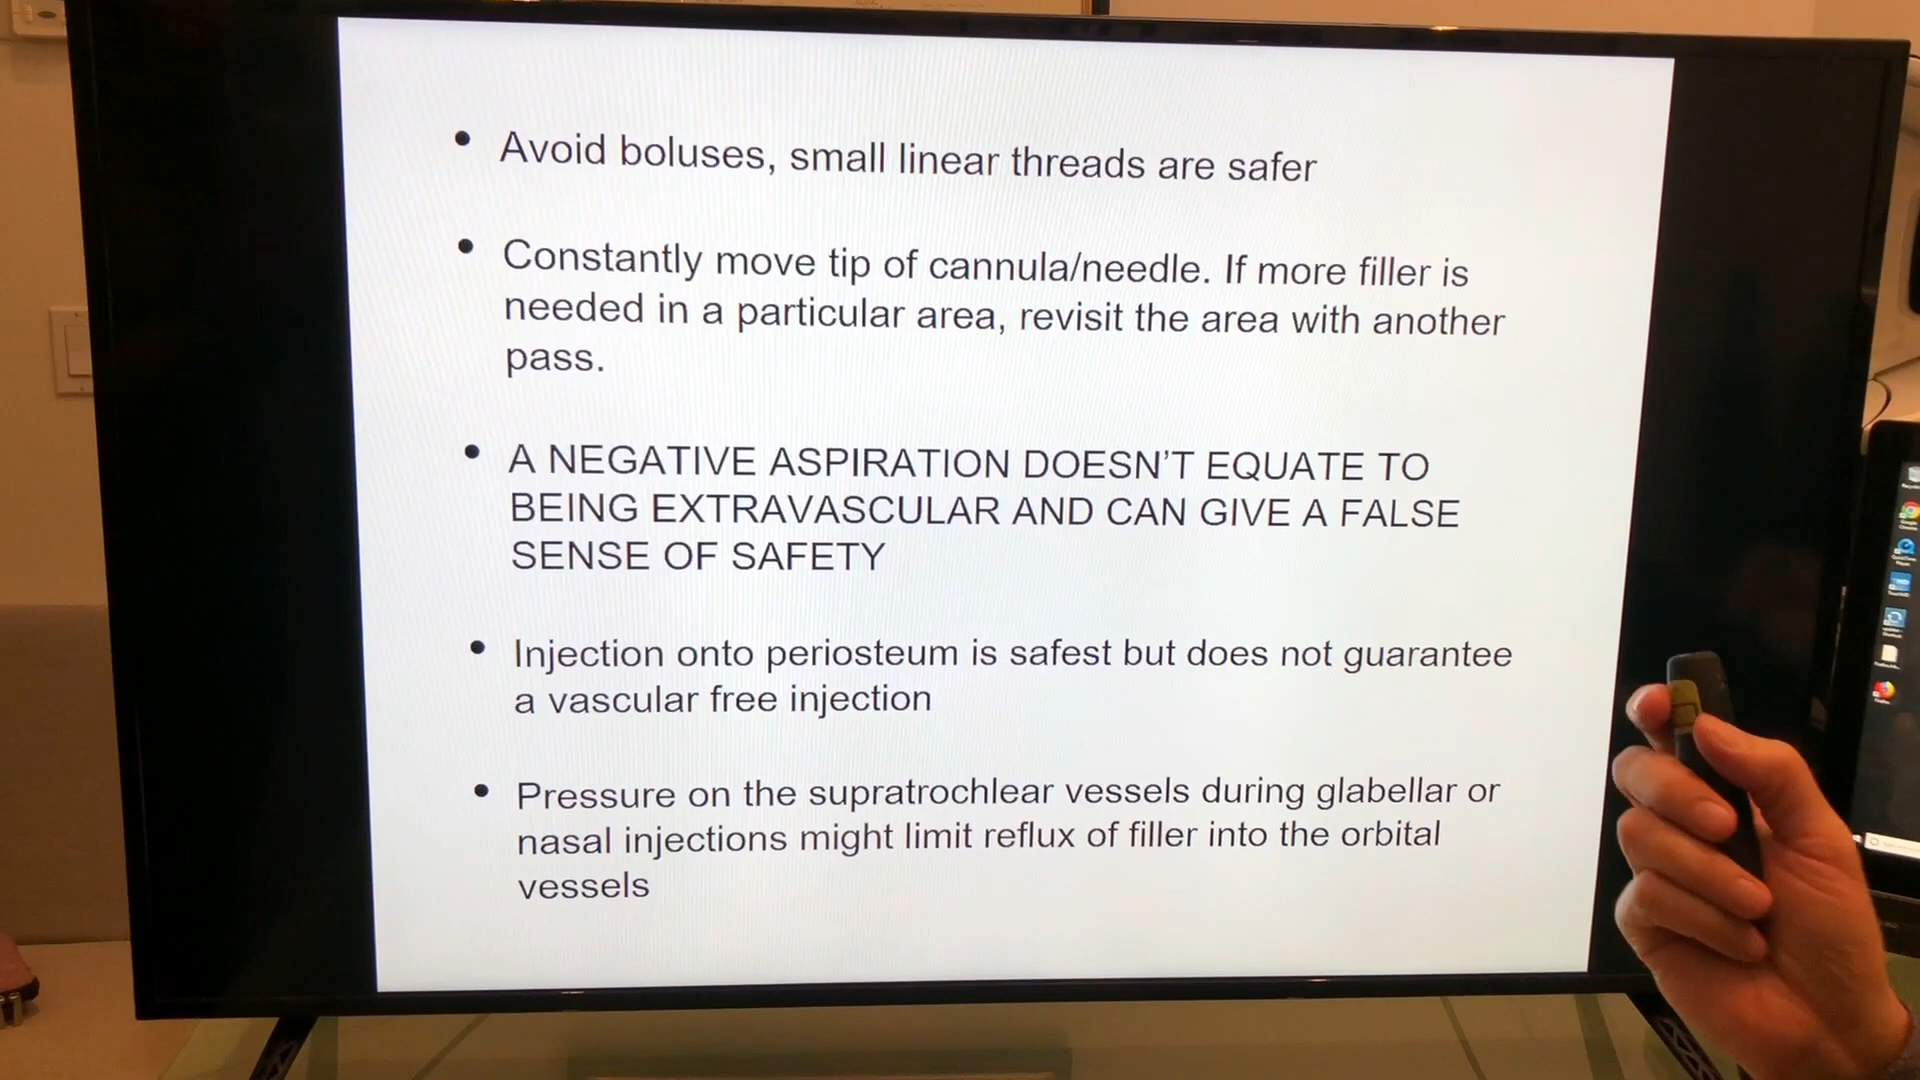 • Avoid boluses, small linear threads are safer
• Constantly move tip of cannula/needle. If more filler is
needed in a particular area, revisit the area with another
pass.
• A NEGATIVE ASPIRATION DOESN'T EQUATE TO
BEING EXTRAVASCULAR AND CAN GIVE A FALSE
SENSE OF SAFETY
• Injection onto periosteum is safest but does not guarantee
a vascular free injection
• Pressure on the supratrochlear vessels during glabellar or
nasal injections might limit reflux of filler into the orbital
vessels